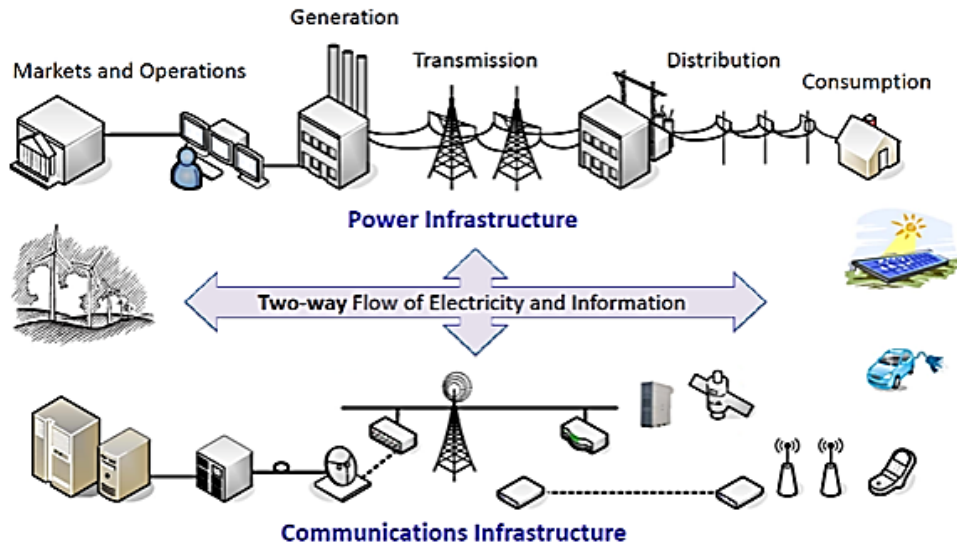 Generation
Markets and Operations
Transmission
Distribution
Consumption
Power Infrastructure
Two-way Flow of Electricity and Information
Communications Infrastructure